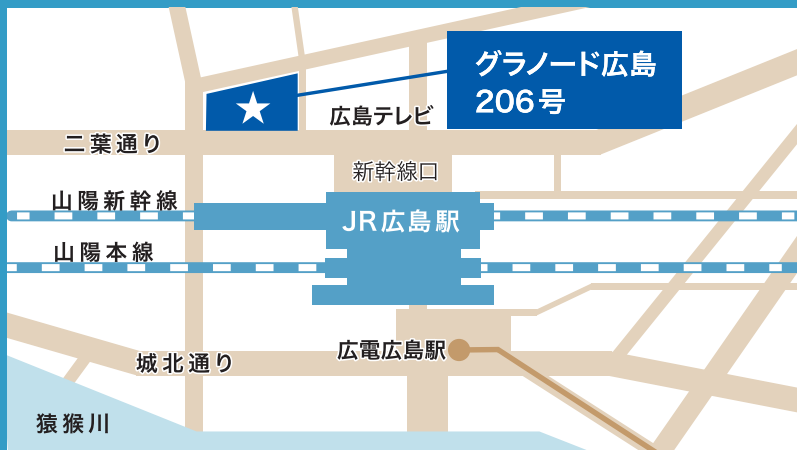 グラノード広島
206号
広島テレビ
二葉通り
新幹線口
山陽新幹線
JR広島駅
山陽本線
広電広島駅
城北通り
猿猴川